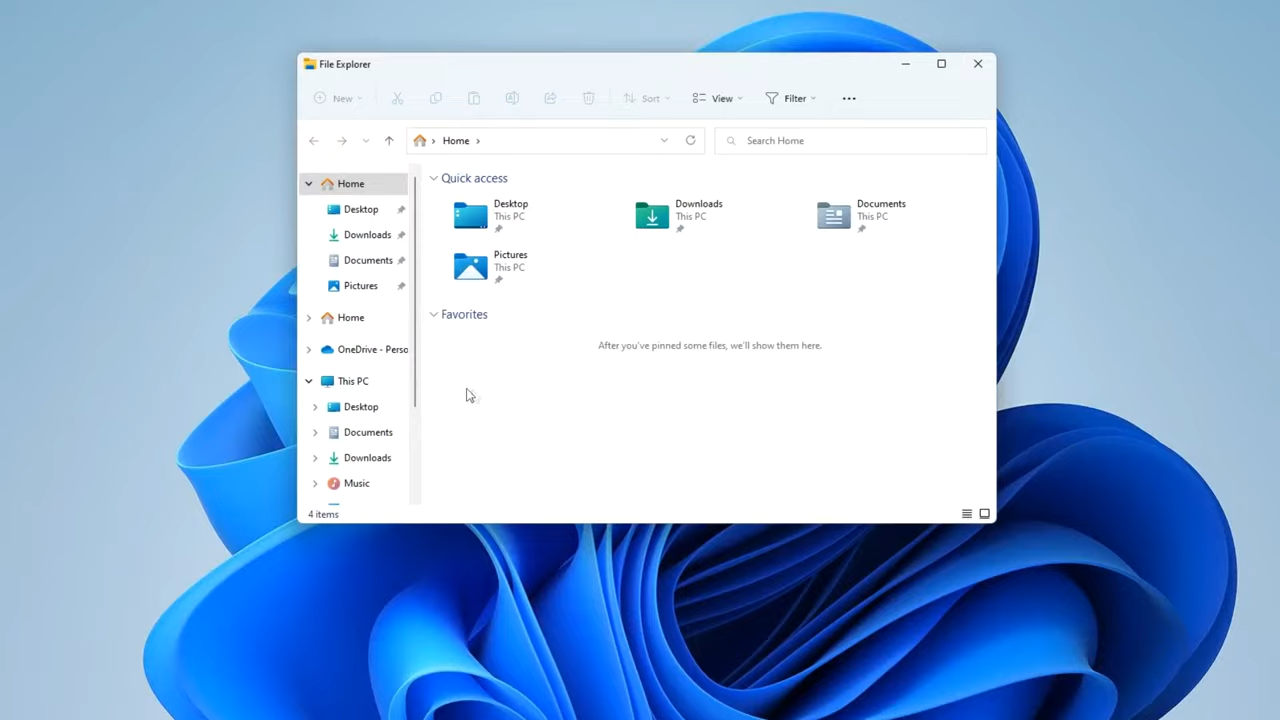 File Explorer
New
Sort
View
Filter
Home
Search Home
Home
Desktop
Downloads
Documents
Pictures
Home
OneDrive - Perso
This PC
Desktop
Documents
Downloads
Music
Quick access
Desktop
This PC
Downloads
This PC
Documents
This PC
Pictures
This PC
Favorites
After you've pinned some files, we'll show them here.
4 items